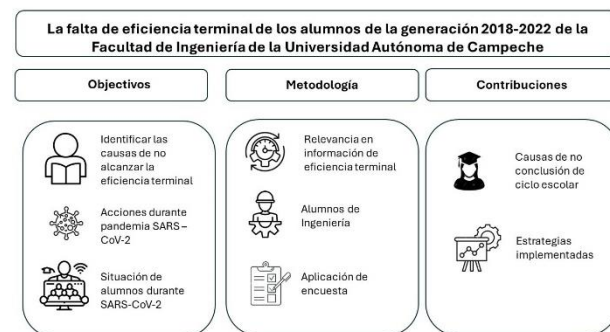 La falta de eficiencia terminal de los alumnos de la generación 2018-2022 de la
Facultad de Ingeniería de la Universidad Autónoma de Campeche
Objectivos
Metodología
Contribuciones
Identificar las
causas de no
alcanzar la
eficiencia terminal
Acciones durante
pandemia SARS –
CoV-2
Situación de
alumnos durante
SARS-CoV-2
Relevancia en
información de
eficiencia terminal
Alumnos de
Ingeniería
Aplicación de
encuesta
Causas de no
conclusión de
ciclo escolar
Estrategias
implementadas